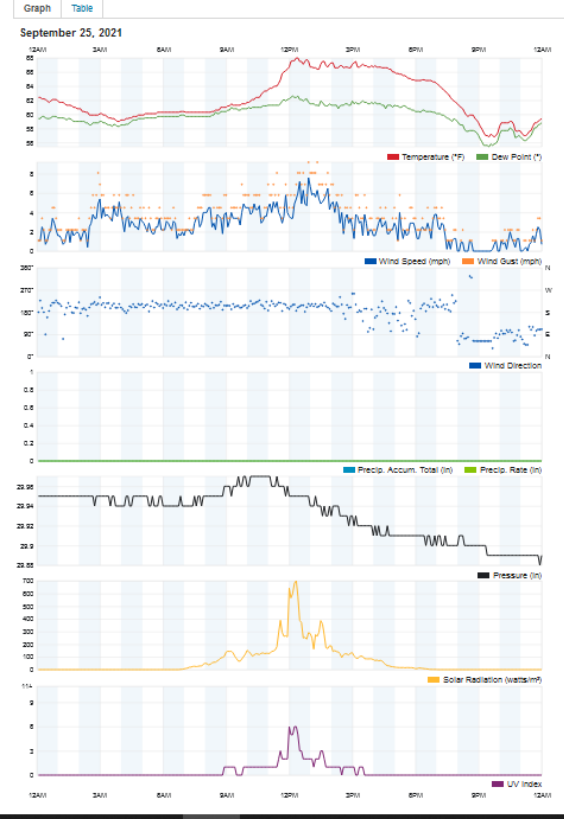 Graph Table
September 25, 2021
12AM 3AM 6AM 9AM 12PM 3PM 6PM 9PM 12AM
68
66
64
62
60
58
56
Temperature (°F) Dew Point (°)
8
6
4
2
0
Wind Speed (mph) Wind Gust (mph)
360° N
270° W
180° S
90° E
0° N
Wind Direction
1
0.8
0.6
0.4
0.2
0
Precip. Accum. Total (in) Precip. Rate (in)
29.96
29.94
29.92
29.9
29.88
Pressure (in)
700
600
500
400
300
200
100
0
Solar Radiation (watts/m²)
11+
9
6
3
0
UV Index
12AM 3AM 6AM 9AM 12PM 3PM 6PM 9PM 12AM